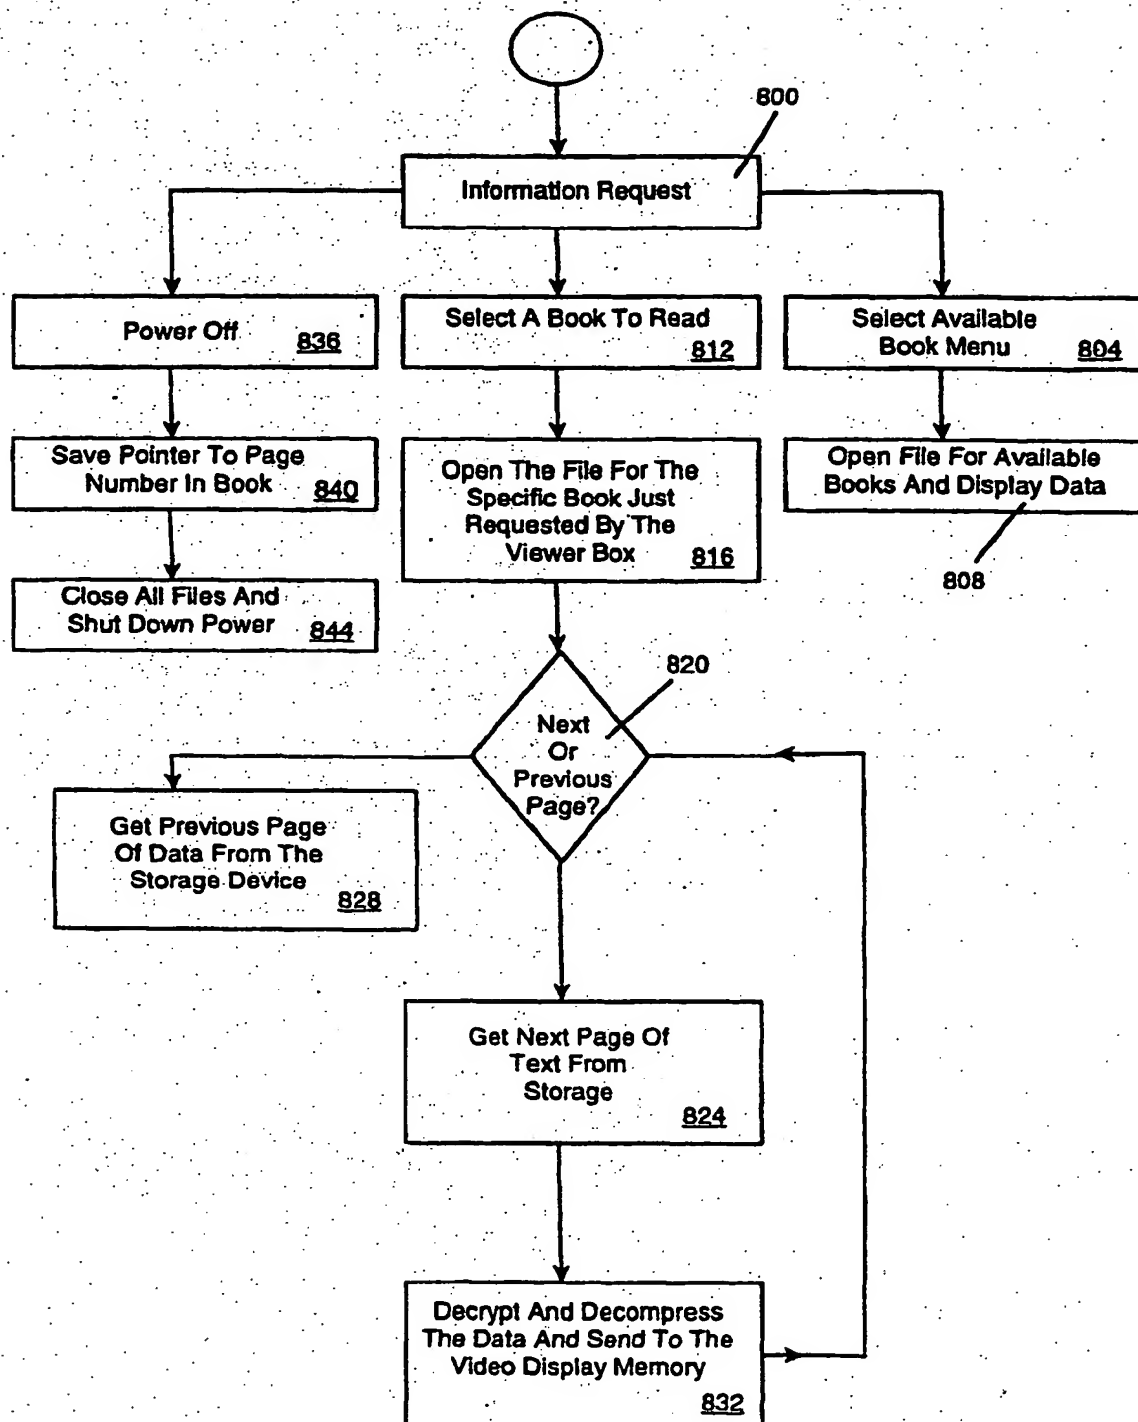 800
Information Request
Power Off 836
Select A Book To Read
812
Select Available
Book Menu 804
Save Pointer To Page
Number In Book 840
Open The File For The
Specific Book Just
Requested By The
Viewer Box 816
Open File For Available
Books And Display Data
808
Close All Files And
Shut Down Power 844
820
Next
Or
Previous
Page?
Get Previous Page
Of Data From The
Storage Device
828
Get Next Page Of
Text From
Storage
824
Decrypt And Decompress
The Data And Send To The
Video Display Memory
832